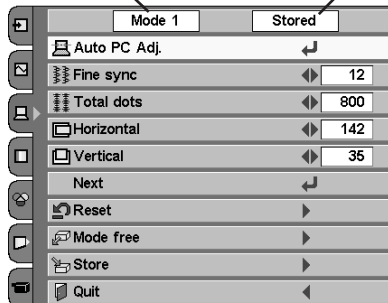 Mode 1 Stored
Auto PC Adj.
Fine sync 12
Total dots 800
Horizontal 142
Vertical 35
Next
Reset
Mode free
Store
Quit